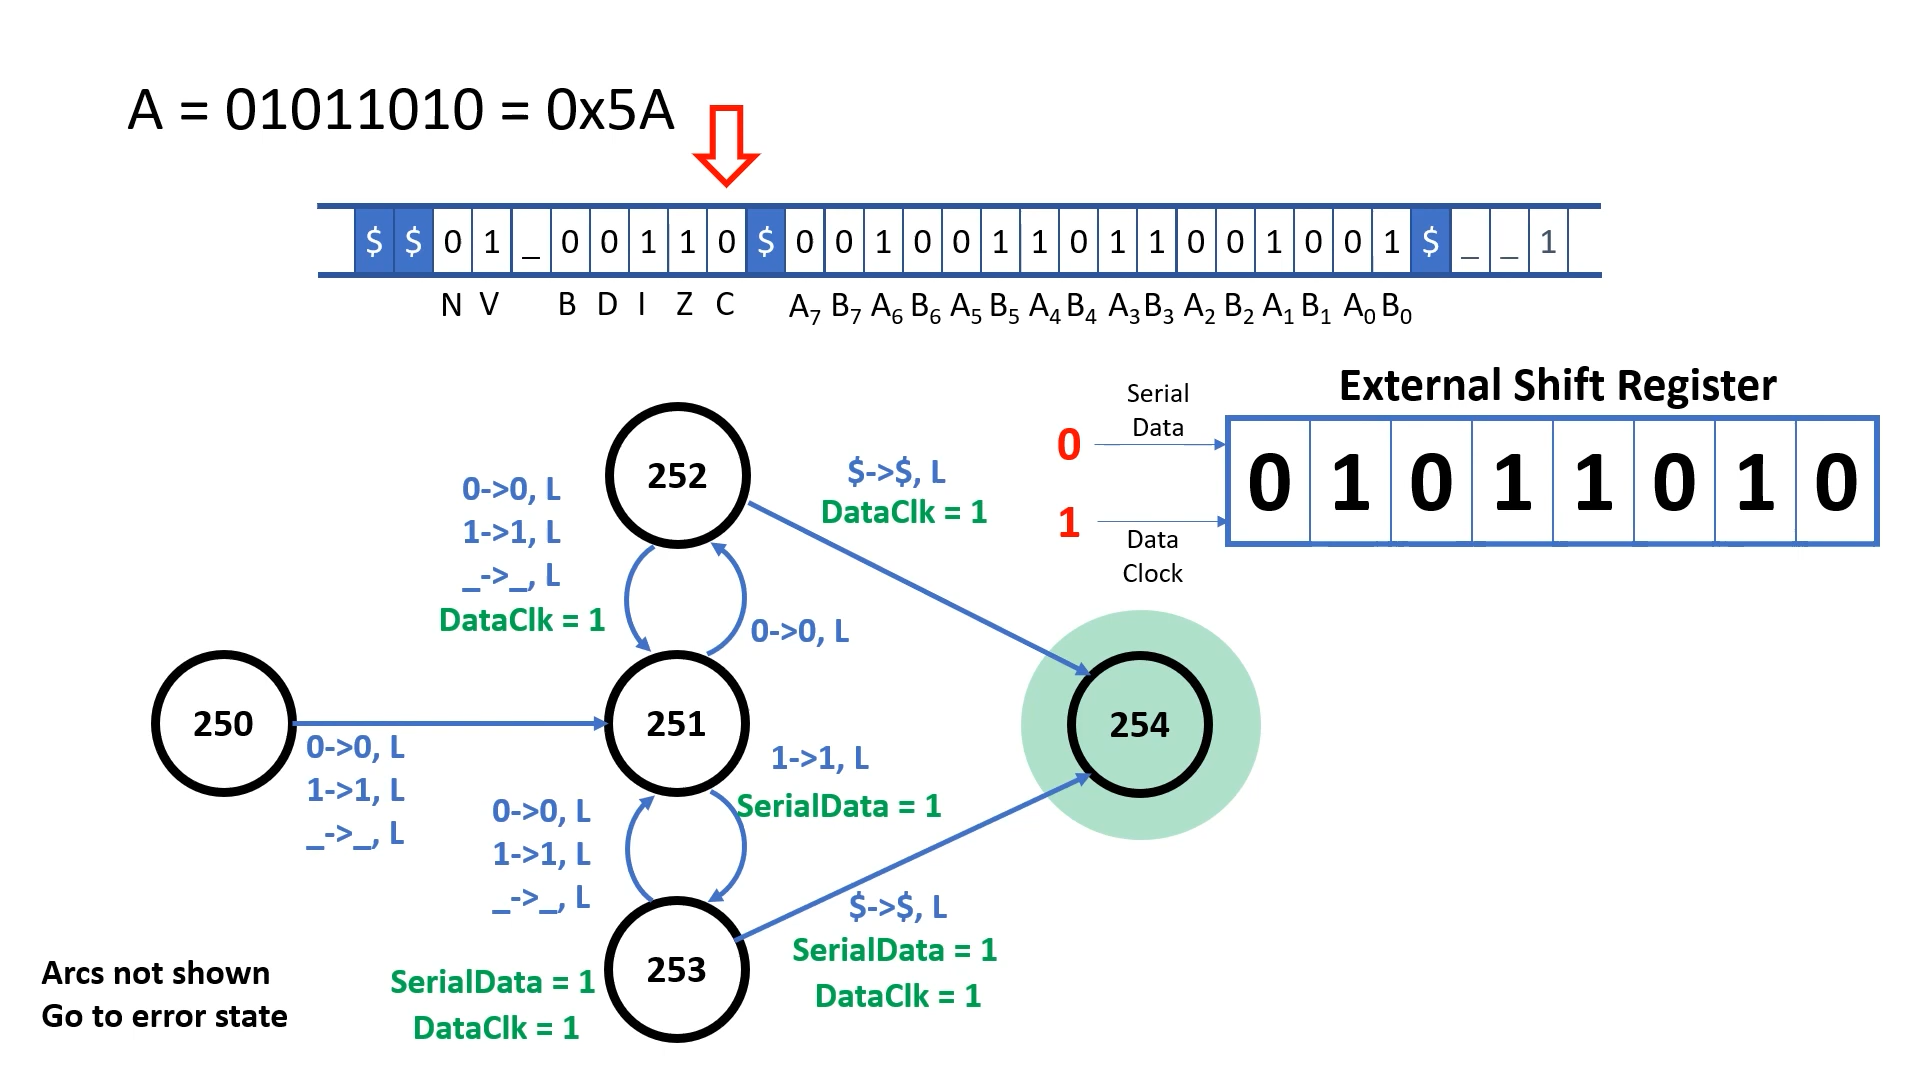 A = 01011010 = 0x5A
$ $ 0 1 _ 0 0 1 1 0 $ 0 0 1 0 0 1 1 0 1 1 0 0 1 0 0 1 $ _ _ 1
N V B D I Z C A7 B7 A6 B6 A5 B5 A4 B4 A3 B3 A2 B2 A1 B1 A0 B0
External Shift Register
Serial
Data
0
1
Data
Clock
0 1 0 1 1 0 1 0
252
0->0, L
1->1, L
_->_, L
DataClk = 1
$->$, L
DataClk = 1
0->0, L
250
251
254
0->0, L
1->1, L
_->_, L
1->1, L
SerialData = 1
0->0, L
1->1, L
_->_, L
253
$->$, L
SerialData = 1
DataClk = 1
SerialData = 1
DataClk = 1
Arcs not shown
Go to error state